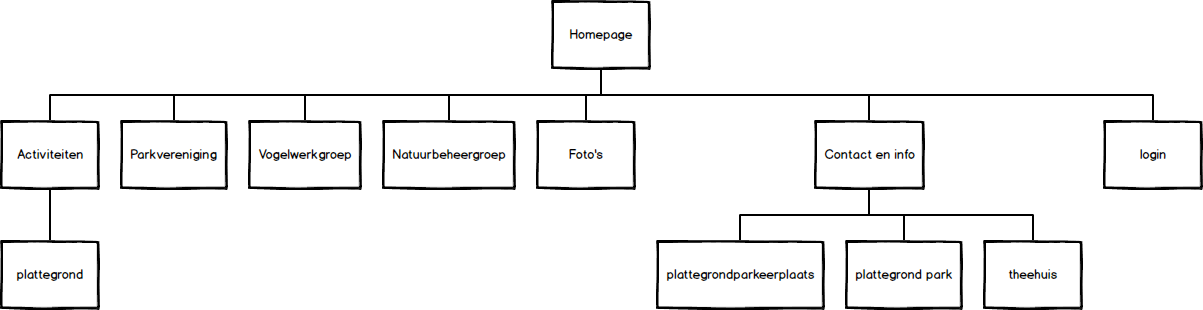 Homepage
Activiteiten
Parkvereniging
Vogelwerkgroep
Natuurbeheergroep
Foto's
Contact en info
login
plattegrond
plattegrondparkeerplaats
plattegrond park
theehuis